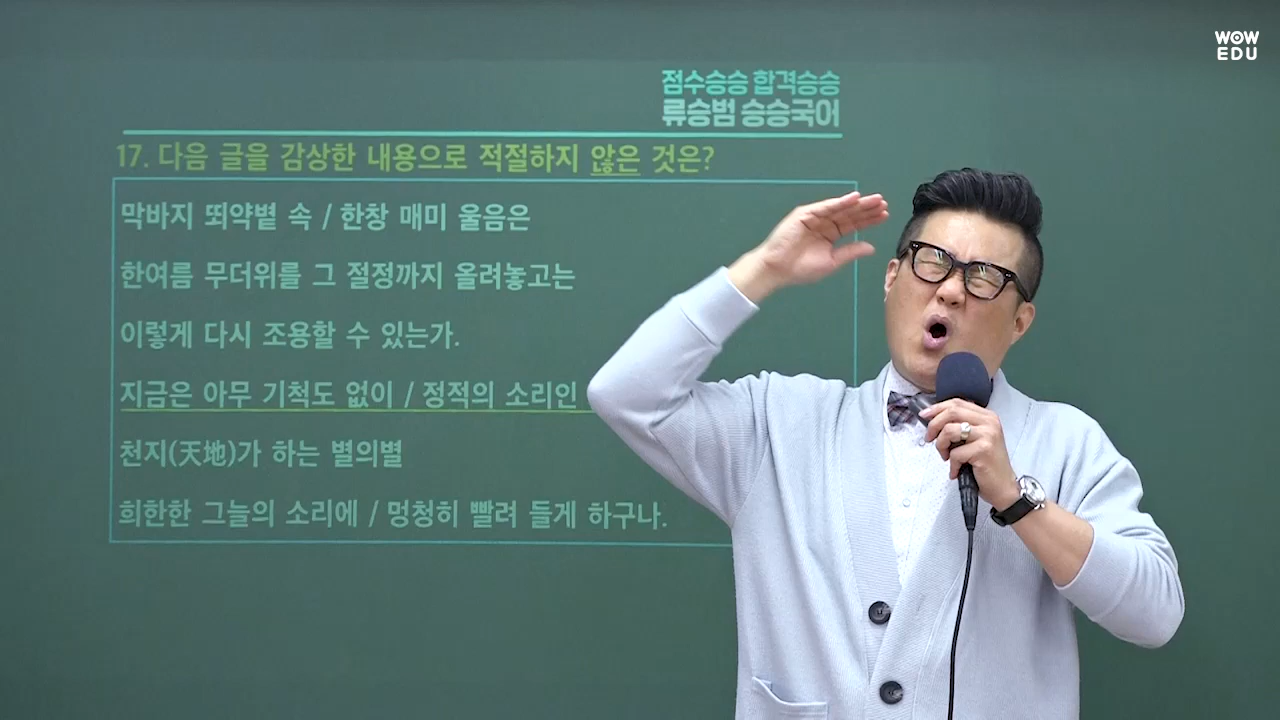 WOW
EDU
점수승승 합격승승
류승범 승승국어
17. 다음 글을 감상한 내용으로 적절하지 않은 것은?
막바지 뙤약볕 속 / 한창 매미 울음은
한여름 무더위를 그 절정까지 올려놓고는
이렇게 다시 조용할 수 있는가.
지금은 아무 기척도 없이 / 정적의 소리인
천지(天地)가 하는 별의별
희한한 그늘의 소리에 / 멍청히 빨려 들게 하구나.